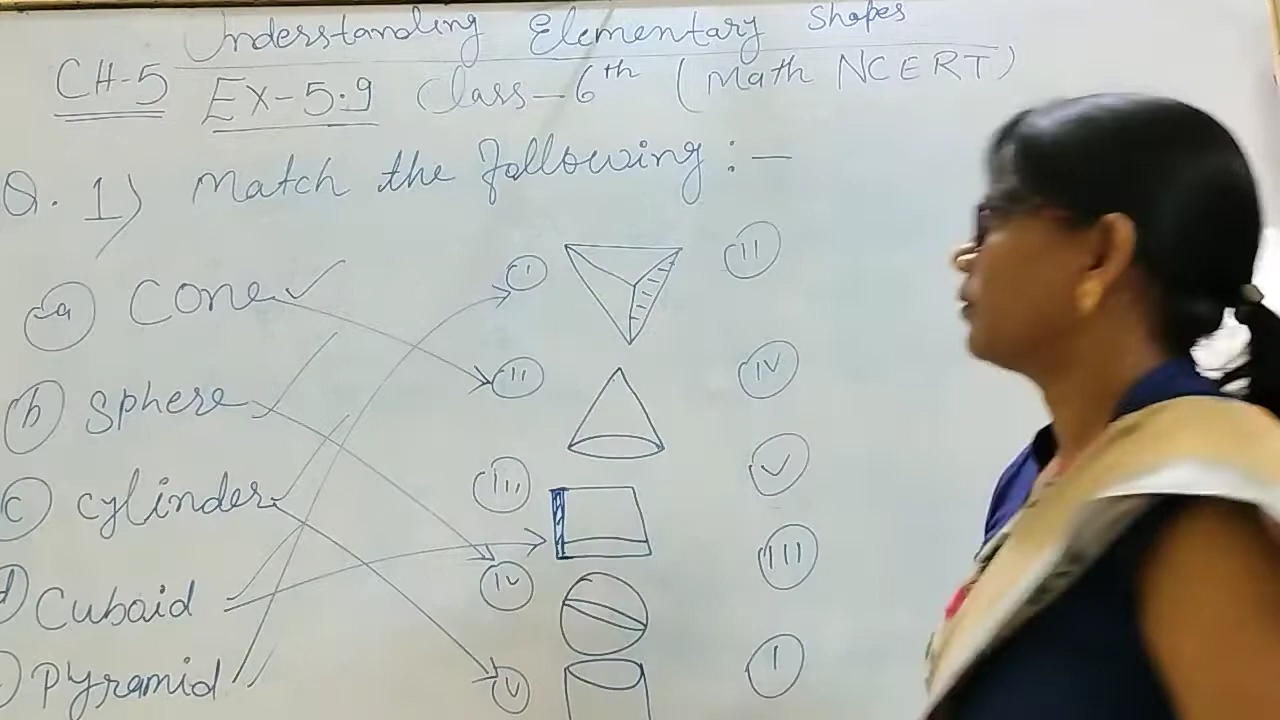 Understanding Elementary Shapes
CH-5 EX-5.9 Class-6th (Math NCERT)
Q. 1) Match the following :—
(a) Cone ✓ (i) (ii)
(b) Sphere (ii) (iv)
(c) Cylinder (iii) (v)
(d) Cuboid (iv) (iii)
Pyramid (v) (i)